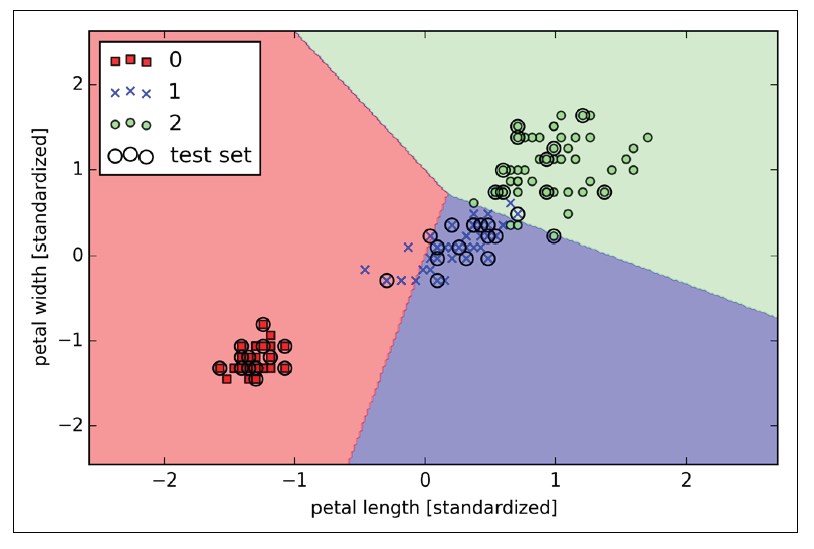 0
1
2
test set
2
1
0
−1
−2
petal width [standardized]
−2 −1 0 1 2
petal length [standardized]